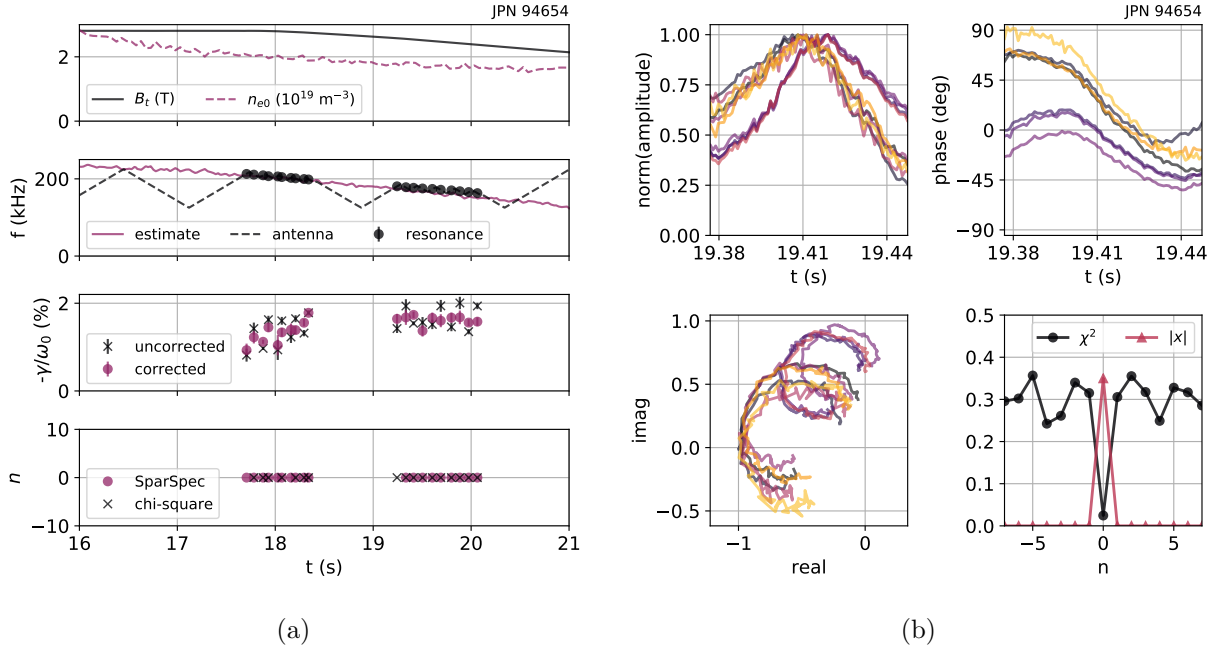 JPN 94654
2
0
B_t (T)
n_{e0} (10^{19} m^{-3})
200
0
f (kHz)
estimate
antenna
resonance
2
0
-γ/ω_0 (%)
uncorrected
corrected
10
0
−10
n
SparSpec
chi-square
16 17 18 19 20 21
t (s)
(a)
JPN 94654
1.00
0.75
0.50
0.25
0.00
norm(amplitude)
19.38 19.41 19.44
t (s)
90
45
0
−45
−90
phase (deg)
19.38 19.41 19.44
t (s)
1.0
0.5
0.0
−0.5
imag
−1 0
real
0.5
0.4
0.3
0.2
0.1
0.0
χ^2
|x|
−5 0 5
n
(b)